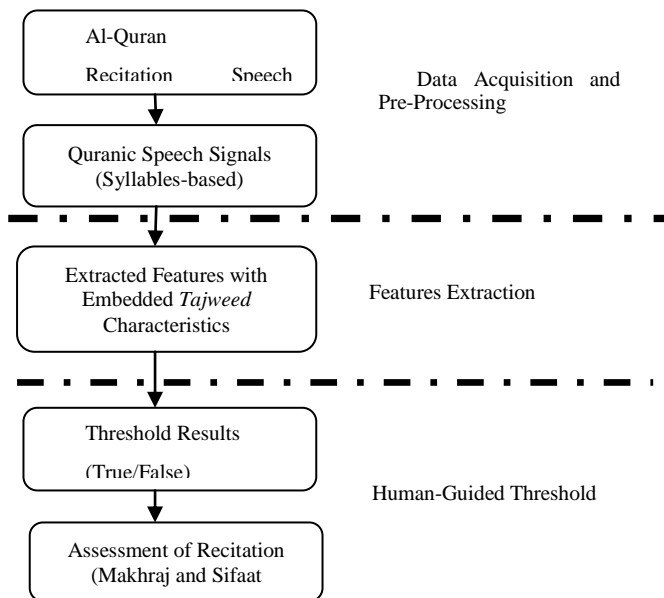 Al-Quran
Recitation Speech
Data Acquisition and
Pre-Processing
Quranic Speech Signals
(Syllables-based)
Extracted Features with
Embedded Tajweed
Characteristics
Features Extraction
Threshold Results
(True/False)
Human-Guided Threshold
Assessment of Recitation
(Makhraj and Sifaat